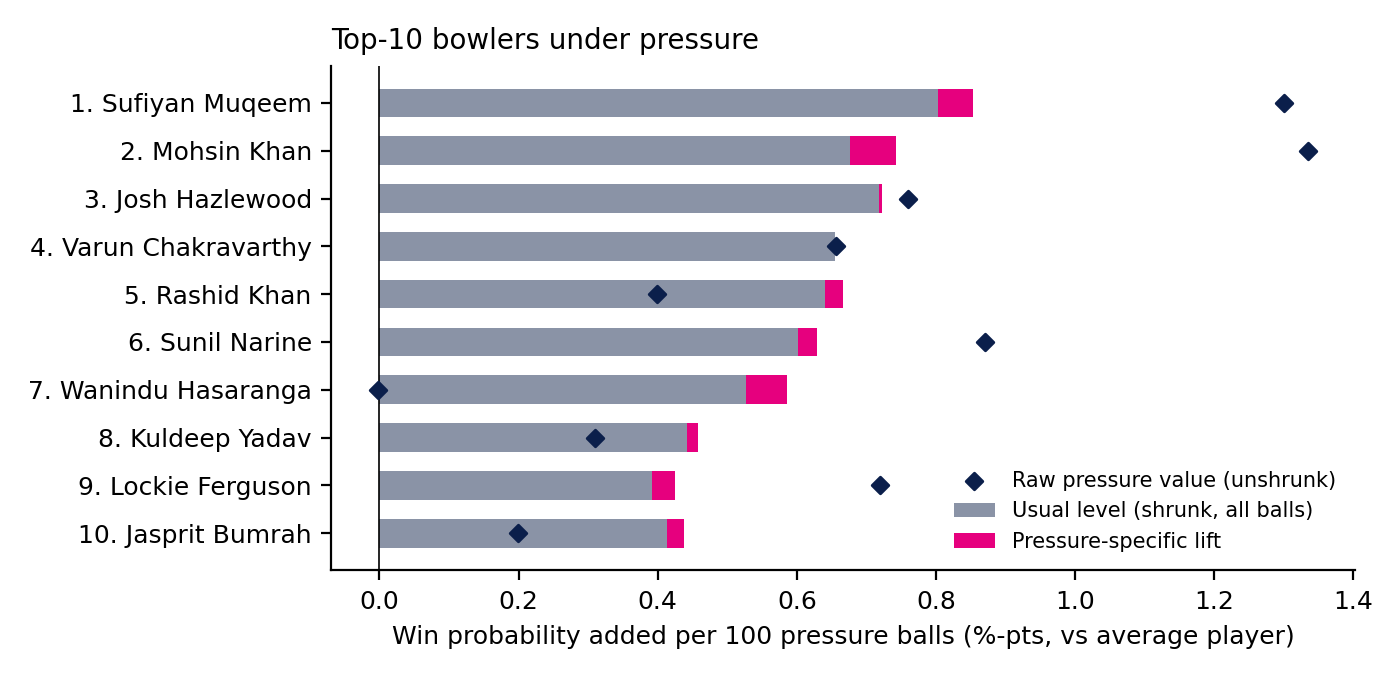 Top-10 bowlers under pressure
1. Sufiyan Muqeem
2. Mohsin Khan
3. Josh Hazlewood
4. Varun Chakravarthy
5. Rashid Khan
6. Sunil Narine
7. Wanindu Hasaranga
8. Kuldeep Yadav
9. Lockie Ferguson
10. Jasprit Bumrah
Raw pressure value (unshrunk)
Usual level (shrunk, all balls)
Pressure-specific lift
0.0 0.2 0.4 0.6 0.8 1.0 1.2 1.4
Win probability added per 100 pressure balls (%-pts, vs average player)